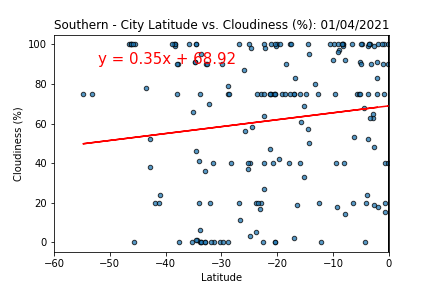 Southern - City Latitude vs. Cloudiness (%): 01/04/2021
100
y = 0.35x + 68.92
80
60
40
20
0
Cloudiness (%)
−60 −50 −40 −30 −20 −10 0
Latitude